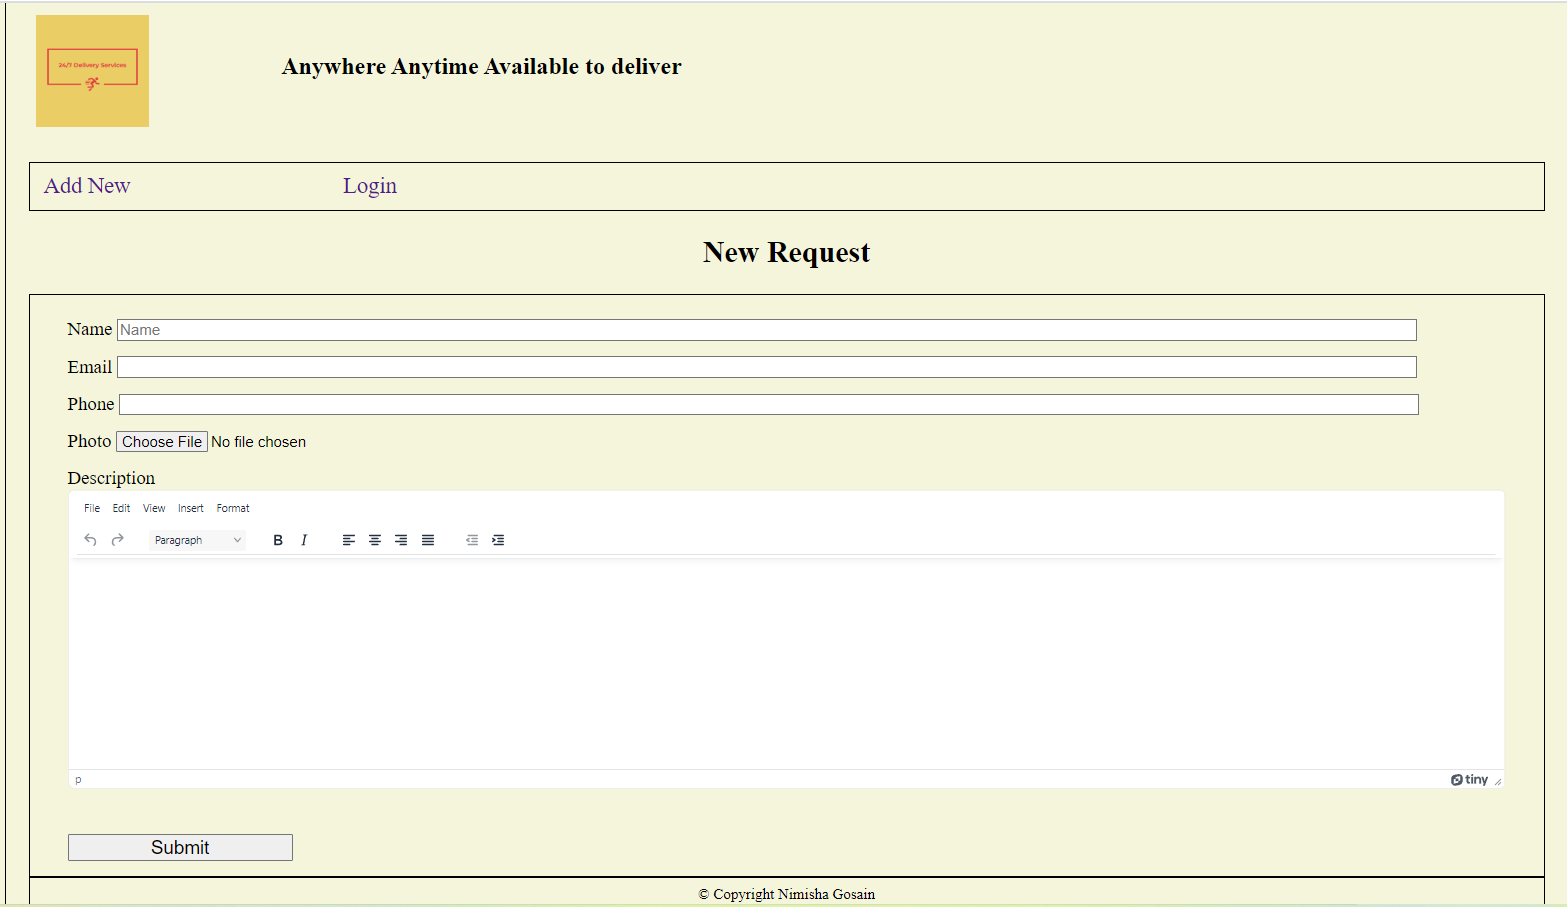 24/7 Delivery Services
Anywhere Anytime Available to deliver
Add New Login
New Request
Name Name
Email
Phone
Photo Choose File No file chosen
Description
File Edit View Insert Format
Paragraph B I
p tiny
Submit
© Copyright Nimisha Gosain